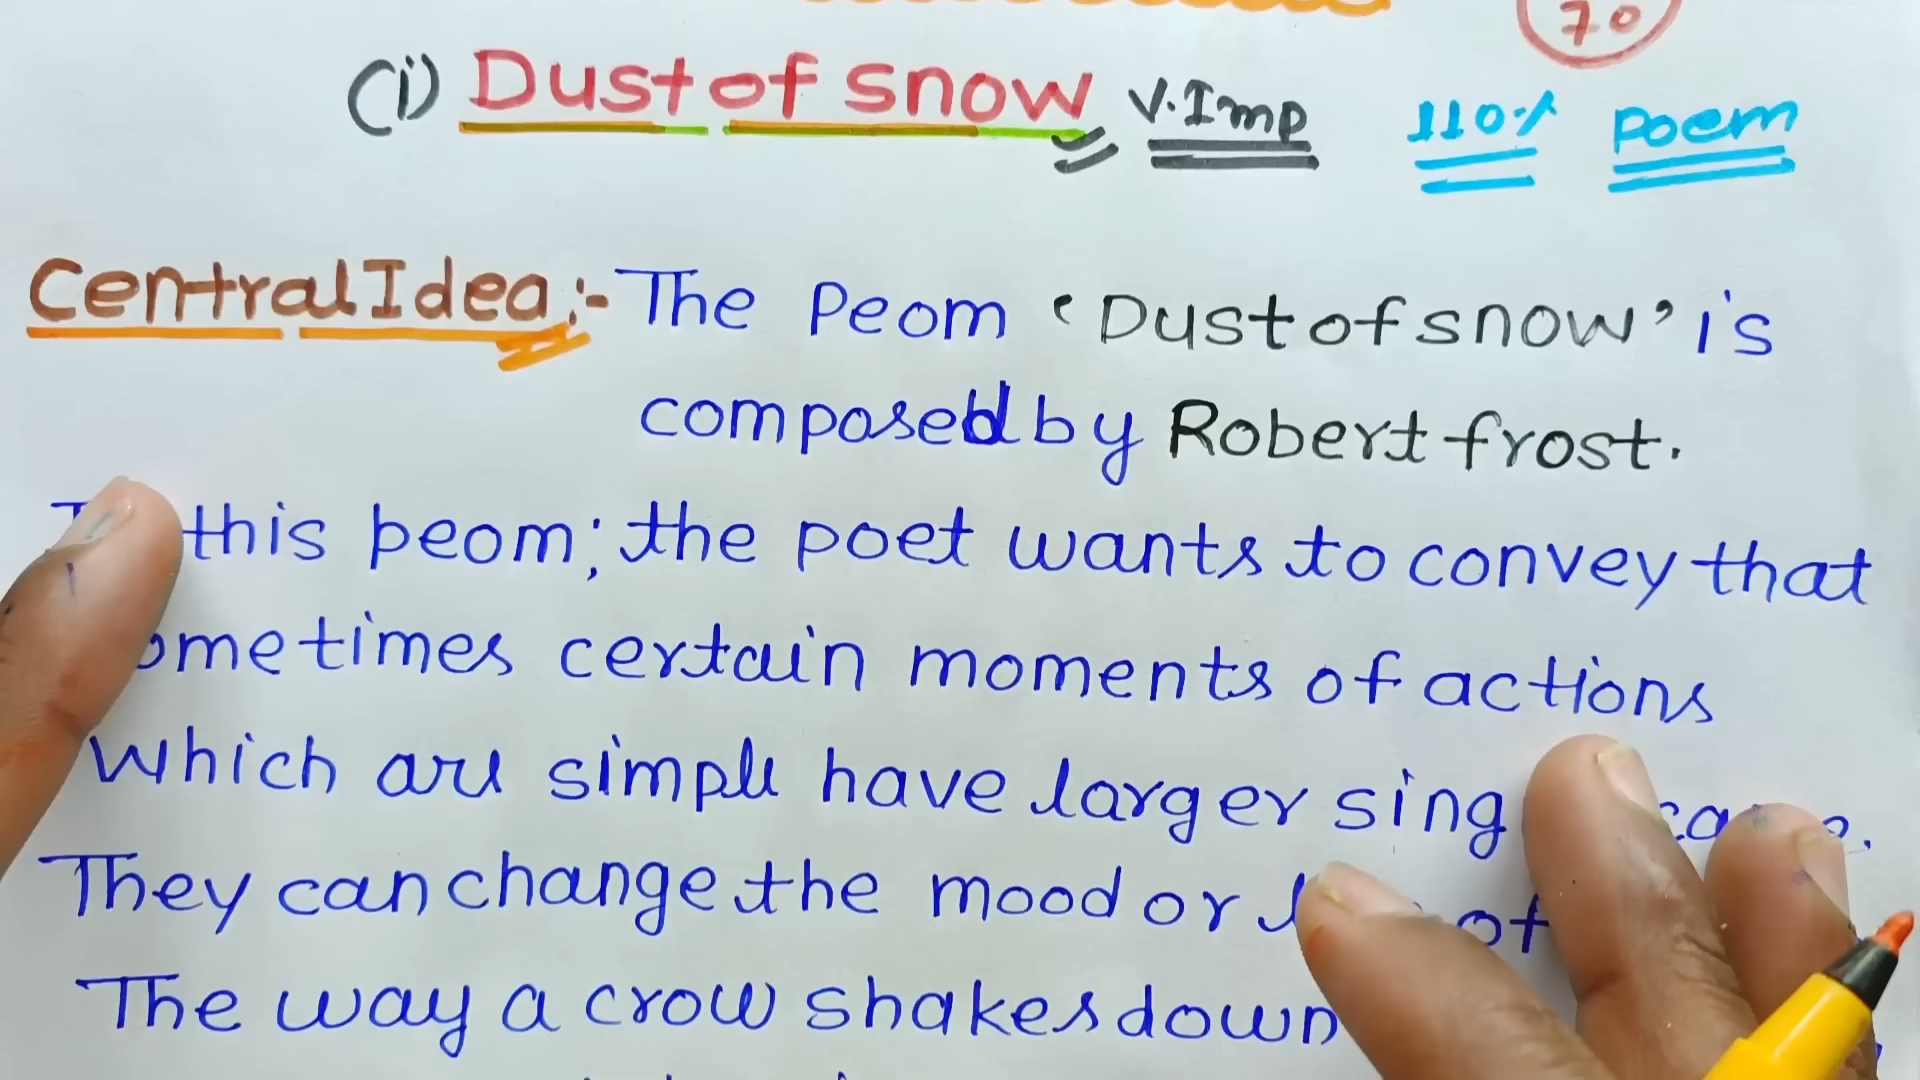 70
(i) Dust of snow V.Imp 110% Poem
Central Idea:- The Peom ‘Dust of snow’ is
composed by Robert frost.
this peom; the poet wants to convey that
certain moments of actions
which are simple have larger
They can change the mood or of
The way a crow shakes down